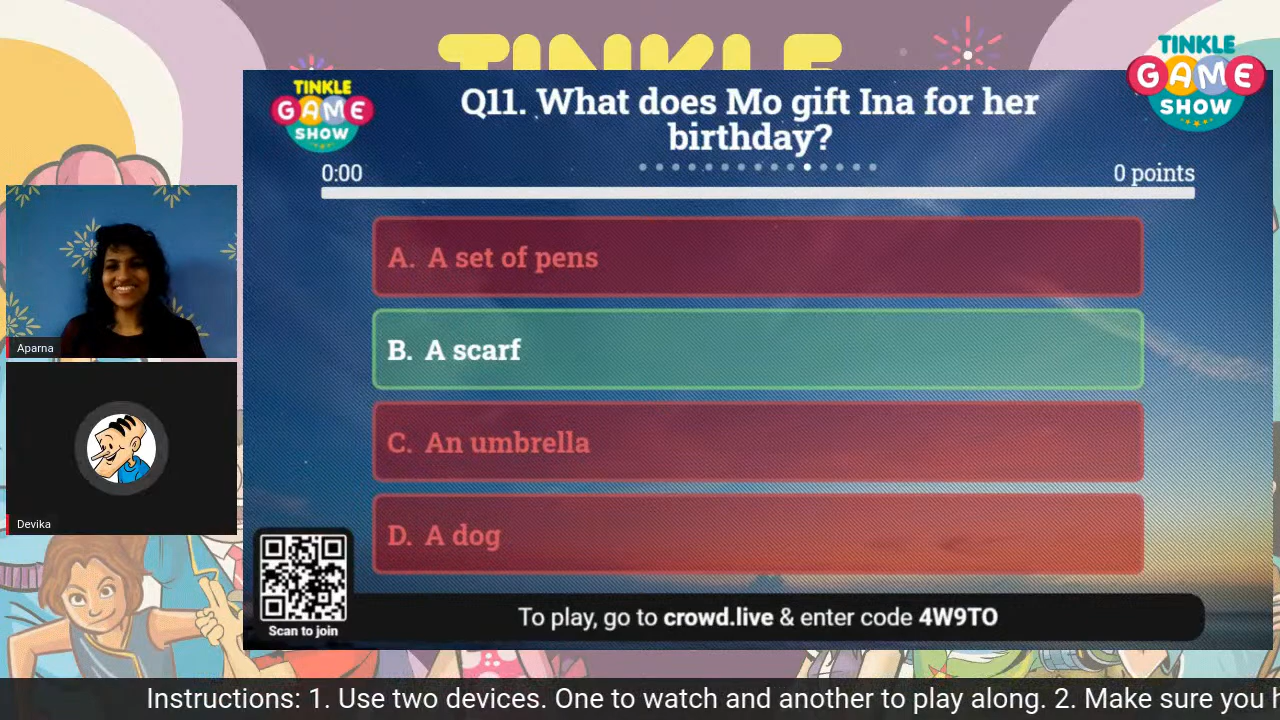 TINKLE
TINKLE
GAME
SHOW
TINKLE
GAME
SHOW
Q11. What does Mo gift Ina for her
birthday?
0:00
0 points
A. A set of pens
B. A scarf
C. An umbrella
D. A dog
Aparna
Devika
Scan to join
To play, go to crowd.live & enter code 4W9TO
Instructions: 1. Use two devices. One to watch and another to play along. 2. Make sure you h